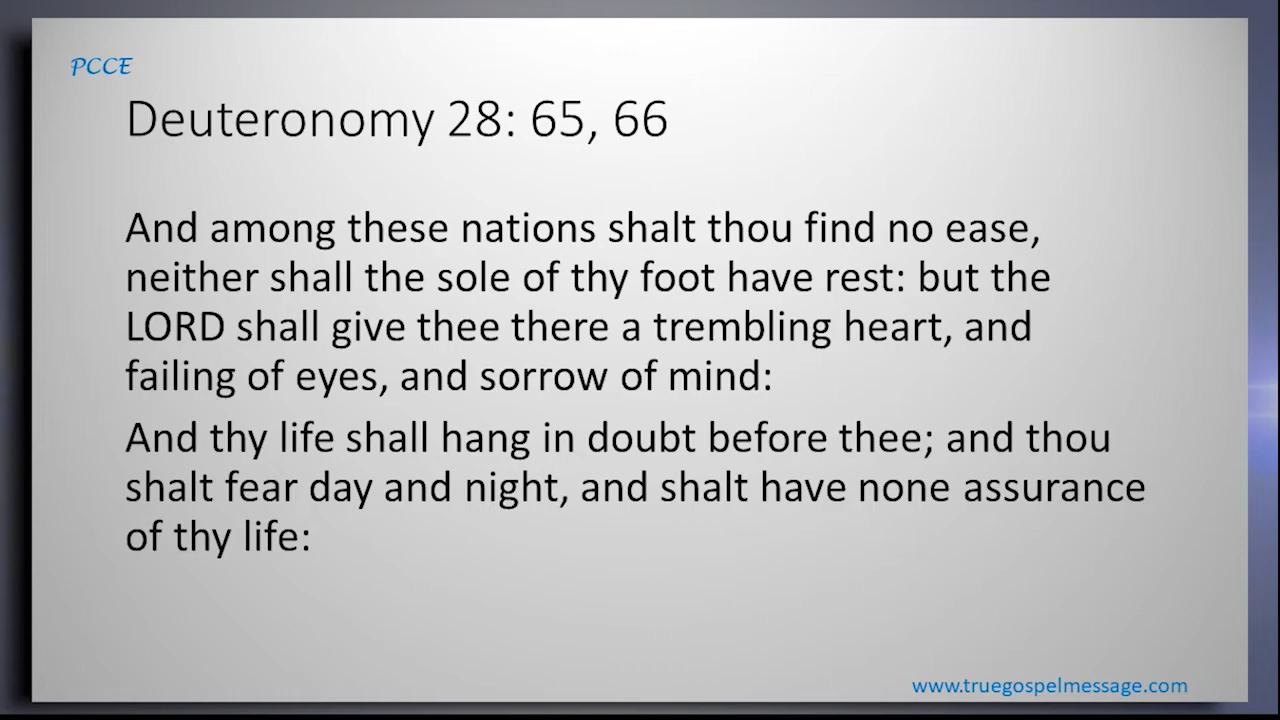 PCCE
Deuteronomy 28: 65, 66
And among these nations shalt thou find no ease,
neither shall the sole of thy foot have rest: but the
LORD shall give thee there a trembling heart, and
failing of eyes, and sorrow of mind:
And thy life shall hang in doubt before thee; and thou
shalt fear day and night, and shalt have none assurance
of thy life:
www.truegospelmessage.com